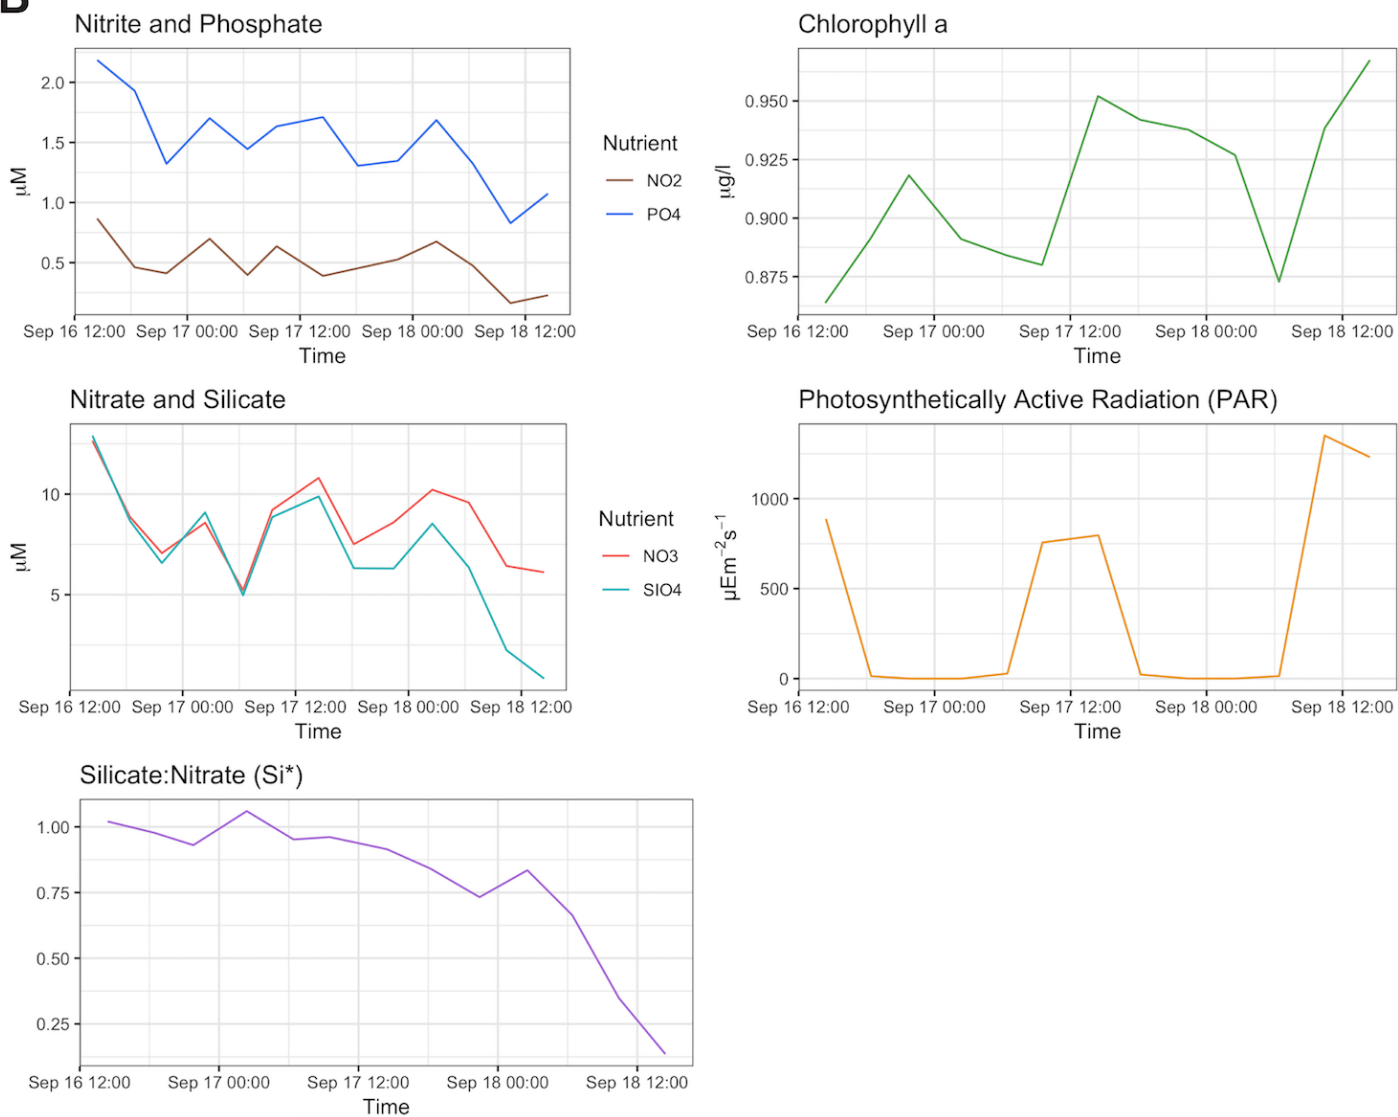 B
Nitrite and Phosphate
2.0
1.5
1.0
0.5
µM
Sep 16 12:00 Sep 17 00:00 Sep 17 12:00 Sep 18 00:00 Sep 18 12:00
Time
Nutrient
NO2
PO4
Chlorophyll a
0.950
0.925
0.900
0.875
µg/l
Sep 16 12:00 Sep 17 00:00 Sep 17 12:00 Sep 18 00:00 Sep 18 12:00
Time
Nitrate and Silicate
10
5
µM
Sep 16 12:00 Sep 17 00:00 Sep 17 12:00 Sep 18 00:00 Sep 18 12:00
Time
Nutrient
NO3
SIO4
Photosynthetically Active Radiation (PAR)
1000
500
0
µEm⁻²s⁻¹
Sep 16 12:00 Sep 17 00:00 Sep 17 12:00 Sep 18 00:00 Sep 18 12:00
Time
Silicate:Nitrate (Si*)
1.00
0.75
0.50
0.25
Sep 16 12:00 Sep 17 00:00 Sep 17 12:00 Sep 18 00:00 Sep 18 12:00
Time